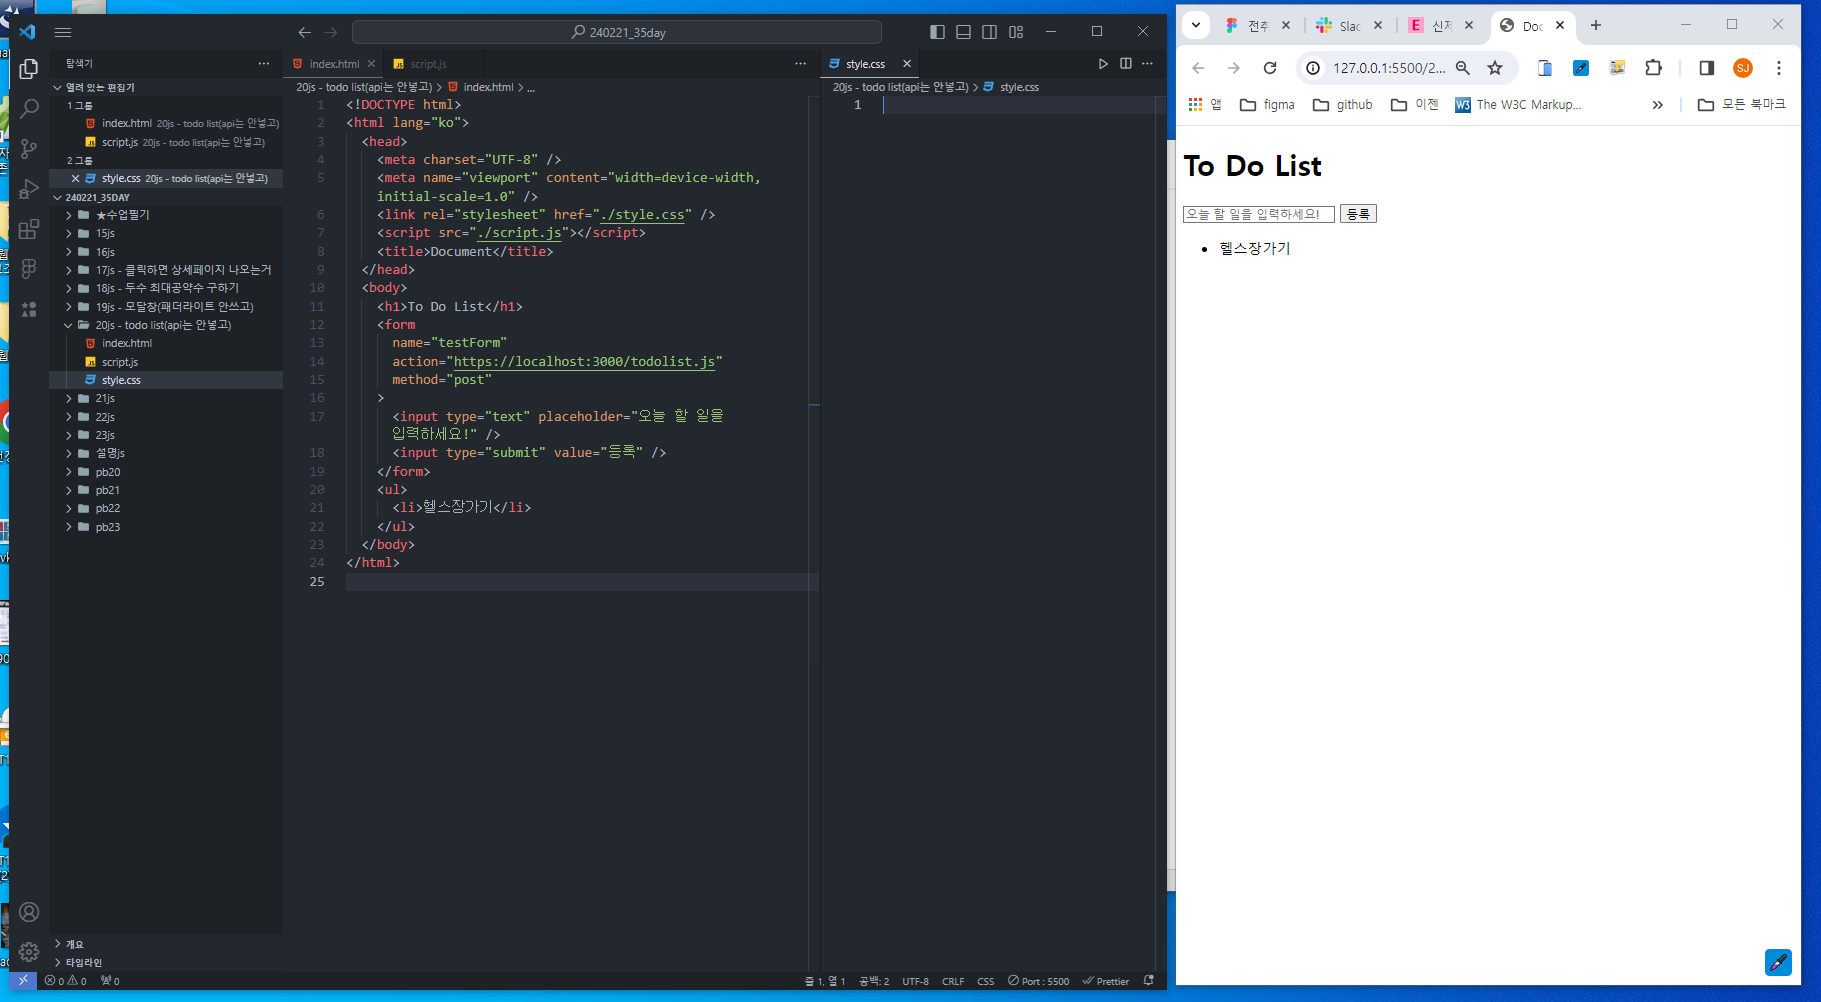 240221_35day
탐색기
열려 있는 편집기
1 그룹
index.html 20js - todo list(api는 안넣고)
script.js 20js - todo list(api는 안넣고)
2 그룹
style.css 20js - todo list(api는 안넣고)
240221_35DAY
★수업필기
15js
16js
17js - 클릭하면 상세페이지 나오는거
18js - 두수 최대공약수 구하기
19js - 모달창(패더라이트 안쓰고)
20js - todo list(api는 안넣고)
index.html
script.js
style.css
21js
22js
23js
설명js
pb20
pb21
pb22
pb23
개요
타임라인
index.html
script.js
20js - todo list(api는 안넣고) > index.html > ...
1 <!DOCTYPE html>
2 <html lang="ko">
3 <head>
4 <meta charset="UTF-8" />
5 <meta name="viewport" content="width=device-width,
initial-scale=1.0" />
6 <link rel="stylesheet" href="./style.css" />
7 <script src="./script.js"></script>
8 <title>Document</title>
9 </head>
10 <body>
11 <h1>To Do List</h1>
12 <form
13 name="testForm"
14 action="https://localhost:3000/todolist.js"
15 method="post"
16 >
17 <input type="text" placeholder="오늘 할 일을
입력하세요!" />
18 <input type="submit" value="등록" />
19 </form>
20 <ul>
21 <li>헬스장가기</li>
22 </ul>
23 </body>
24 </html>
25
style.css
20js - todo list(api는 안넣고) > style.css
1
0 0 0
줄 1, 열 1 공백: 2 UTF-8 CRLF CSS Port : 5500 Prettier
전추 Slac 신저 Doc
127.0.0.1:5500/2...
SJ
앱 figma github 이젠 W3 The W3C Markup... » 모든 북마크
To Do List
오늘 할 일을 입력하세요! 등록
• 헬스장가기